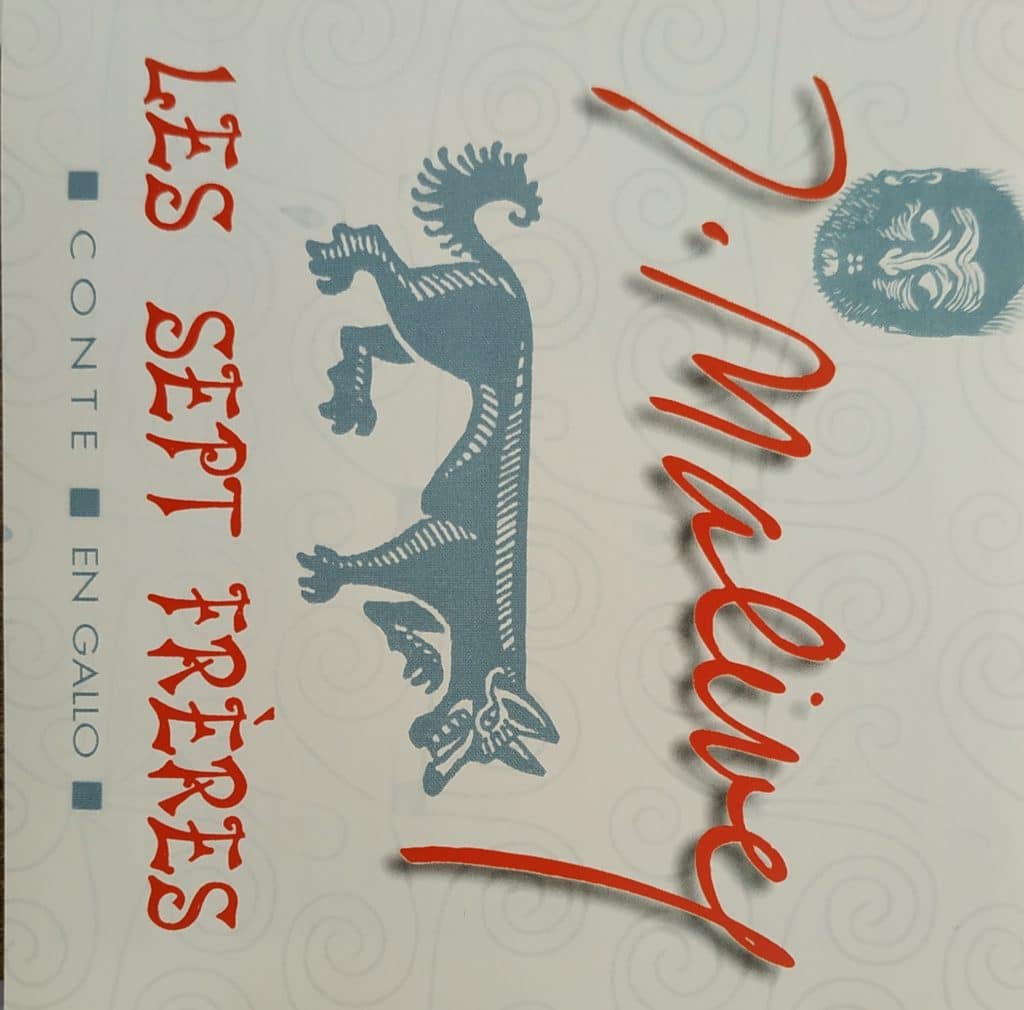 J. Malivel
LES SEPT FRÈRES
■ CONTE ■ EN GALLO ■